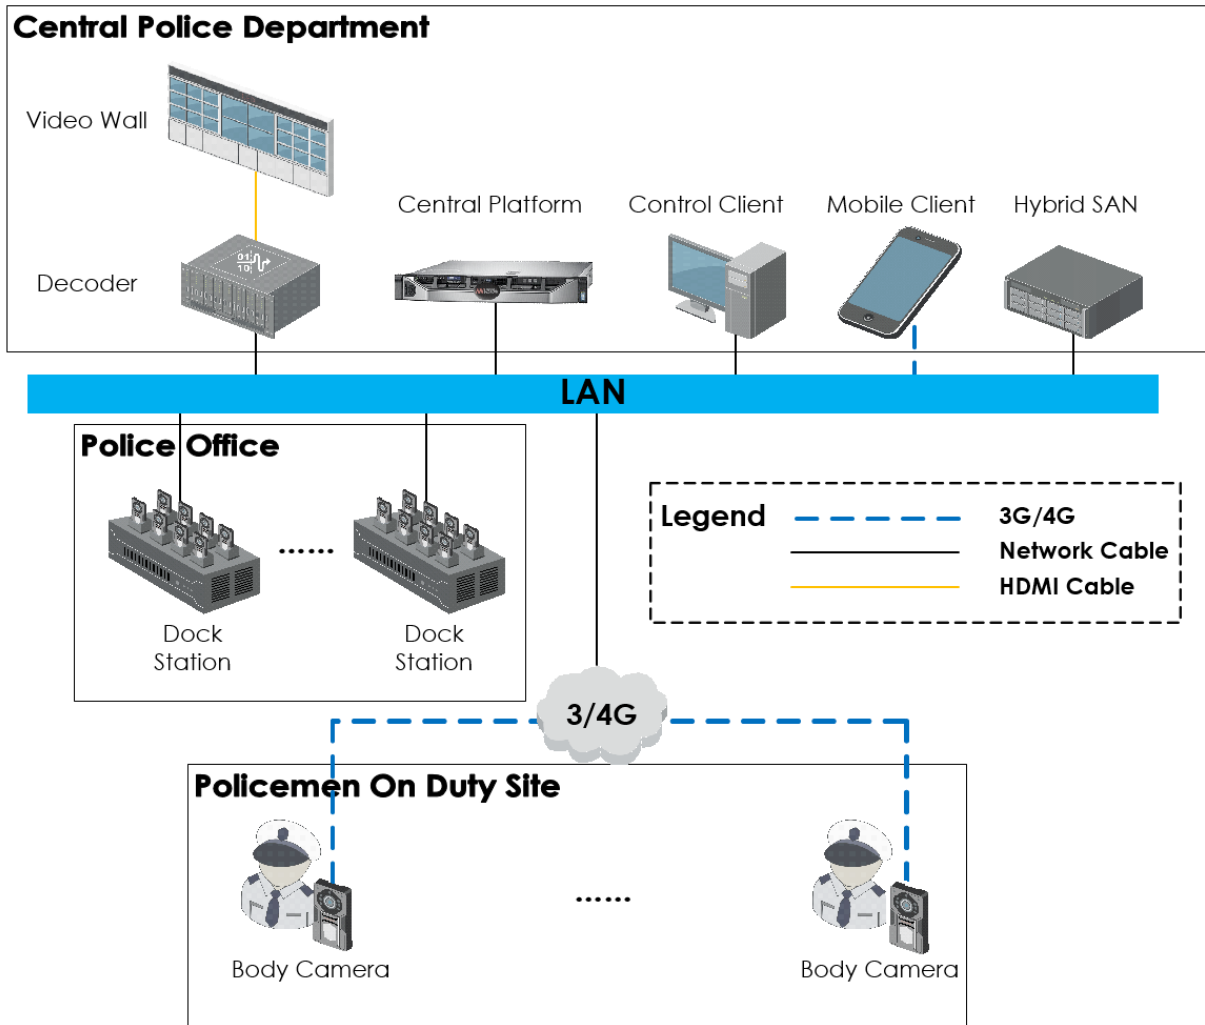 Central Police Department
Video Wall
Central Platform
Control Client
Mobile Client
Hybrid SAN
Decoder
01
10
LAN
Police Office
Legend
3G/4G
Network Cable
HDMI Cable
......
Dock
Station
Dock
Station
3/4G
Policemen On Duty Site
......
Body Camera
Body Camera